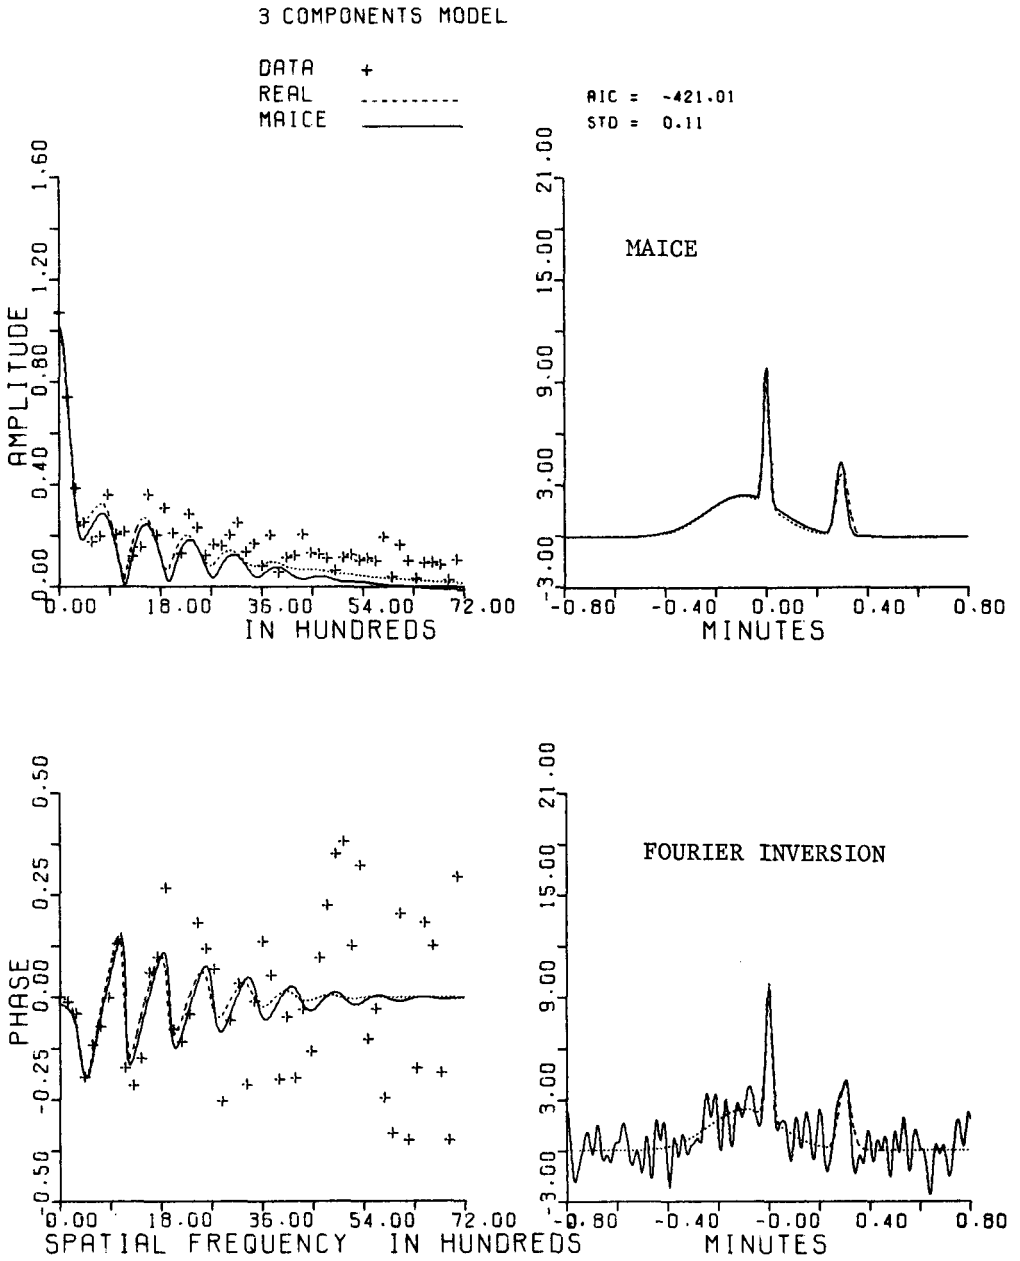 3 COMPONENTS MODEL
DATA +
REAL
MAICE
AIC = -421.01
STD = 0.11
AMPLITUDE
1.60
1.20
0.80
0.40
0.00
0.00 18.00 36.00 54.00 72.00
IN HUNDREDS
21.00
15.00
9.00
3.00
-3.00
MAICE
-0.80 -0.40 0.00 0.40 0.80
MINUTES
PHASE
0.50
0.25
0.00
-0.25
-0.50
0.00 18.00 36.00 54.00 72.00
SPATIAL FREQUENCY IN HUNDREDS
21.00
15.00
9.00
3.00
-3.00
FOURIER INVERSION
-0.80 -0.40 -0.00 0.40 0.80
MINUTES